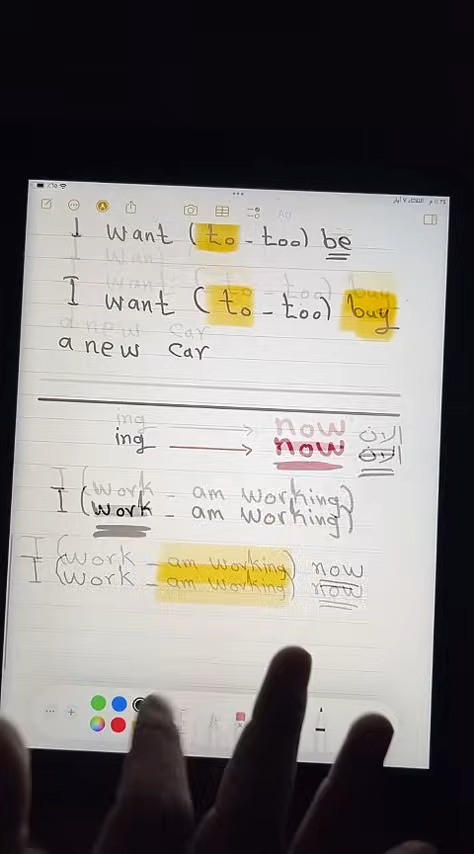 I want (to - too) be
I want (to - too) buy
a new car
ing → now الان
I (work - am working)
I (work - am working) now